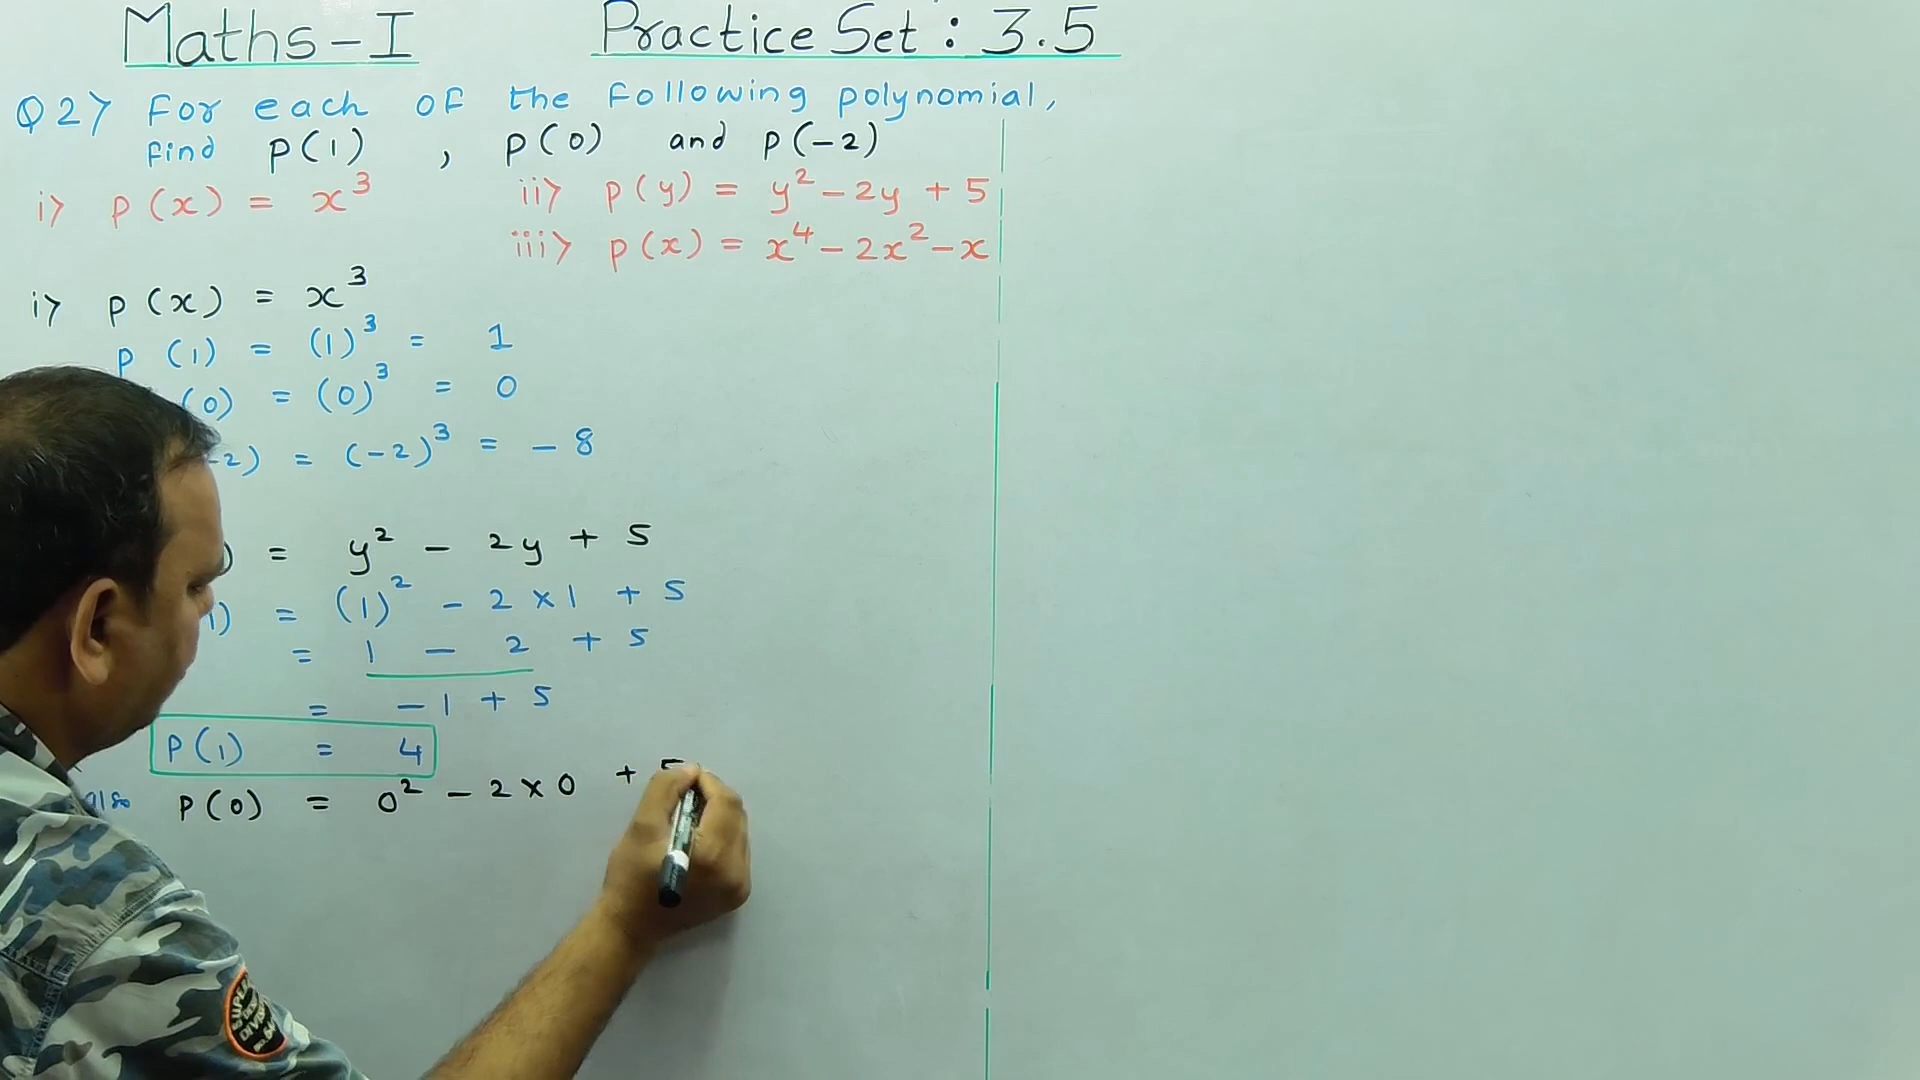 Maths-I Practice Set : 3.5
Q2> For each of the following polynomial,
find p(1) , p(0) and p(-2)
i> p(x) = x³ ii> p(y) = y² - 2y + 5
iii> p(x) = x⁴ - 2x² - x
i> p(x) = x³
p(1) = (1)³ = 1
(0) = (0)³ = 0
-2) = (-2)³ = -8
) = y² - 2y + 5
1) = (1)² - 2×1 + 5
= 1 - 2 + 5
= -1 + 5
P(1) = 4
also P(0) = 0² - 2×0 + 5